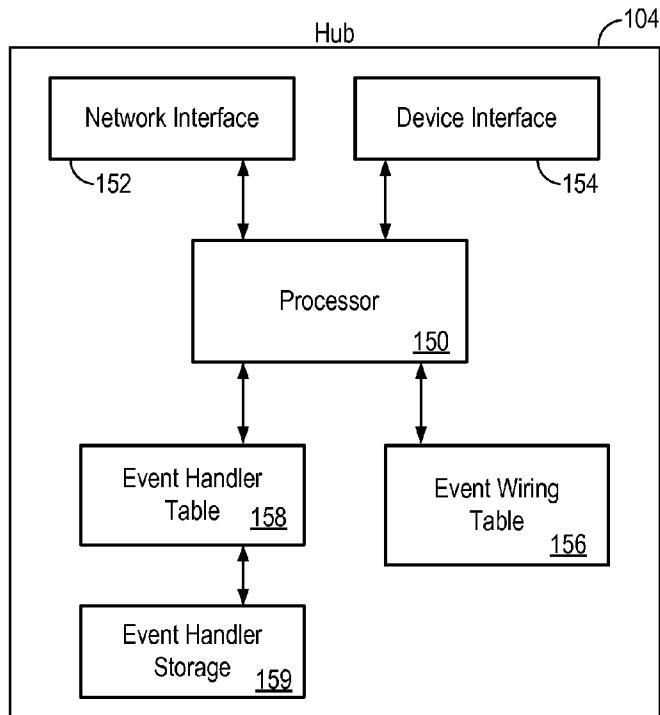 Hub
104
Network Interface
Device Interface
152
154
Processor
150
Event Handler
Table
158
Event Wiring
Table
156
Event Handler
Storage
159